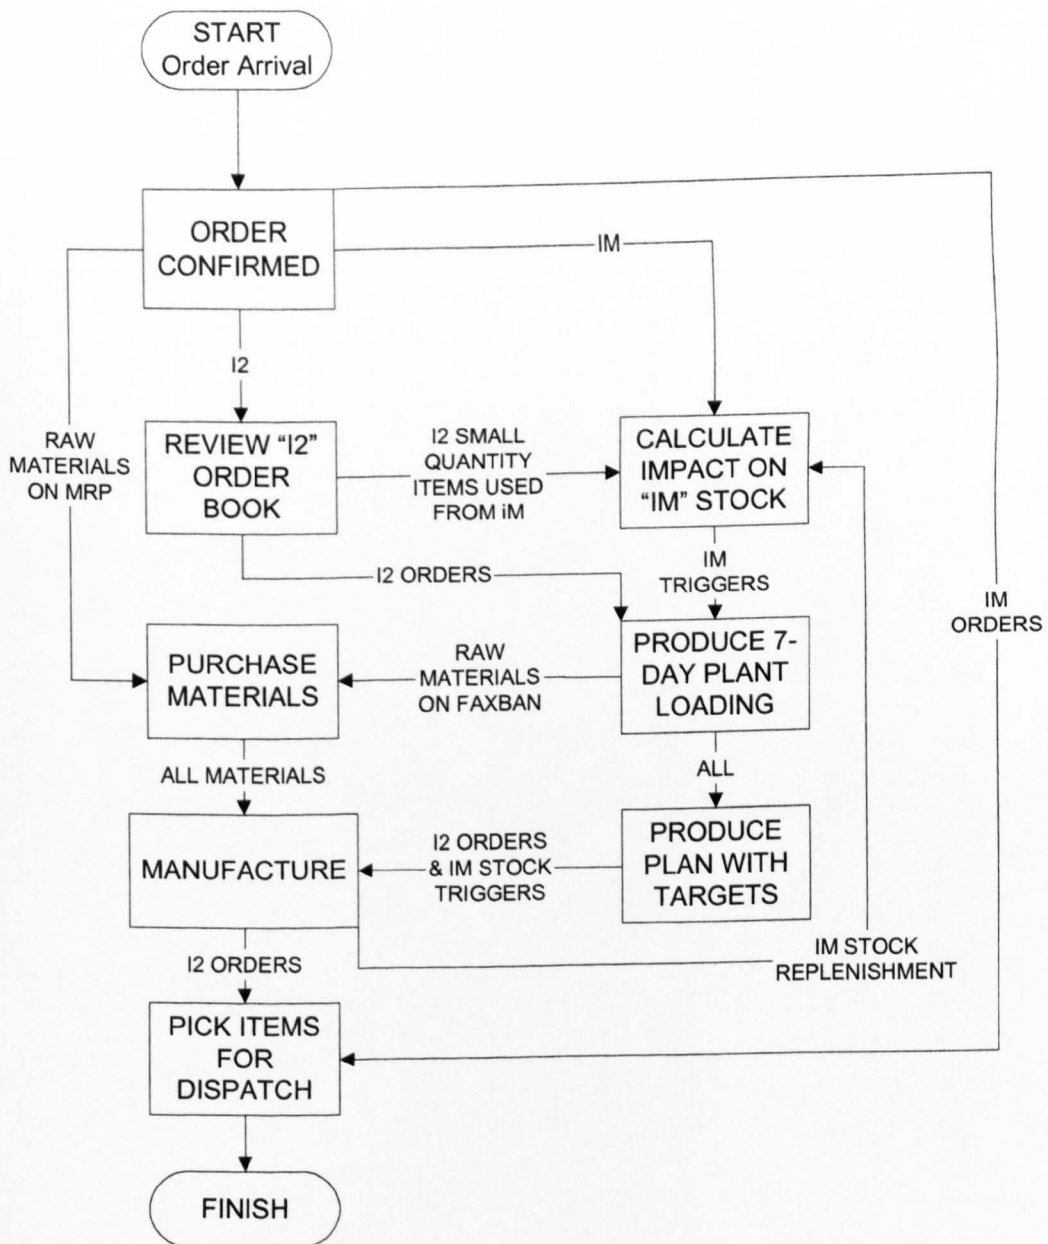 START
Order Arrival
ORDER
CONFIRMED
IM
I2
RAW
MATERIALS
ON MRP
REVIEW “I2”
ORDER
BOOK
I2 SMALL
QUANTITY
ITEMS USED
FROM iM
CALCULATE
IMPACT ON
“IM” STOCK
I2 ORDERS
IM
TRIGGERS
IM
ORDERS
PURCHASE
MATERIALS
RAW
MATERIALS
ON FAXBAN
PRODUCE 7-
DAY PLANT
LOADING
ALL MATERIALS
ALL
MANUFACTURE
I2 ORDERS
& IM STOCK
TRIGGERS
PRODUCE
PLAN WITH
TARGETS
I2 ORDERS
IM STOCK
REPLENISHMENT
PICK ITEMS
FOR
DISPATCH
FINISH